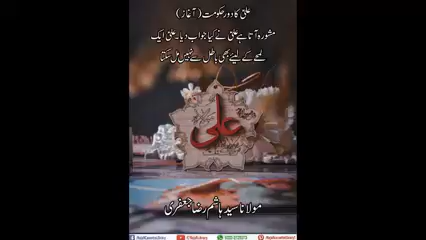 علیؑ کا دور حکومت ( آغاز )
مشورہ آتا ہے علیؑ نے کیا جواب دیا۔ علیؑ ایک
لمحے کے لیئے بھی باطل سے نہیں مل سکتا
علی
مولانا سید ہاشم رضا جعفری